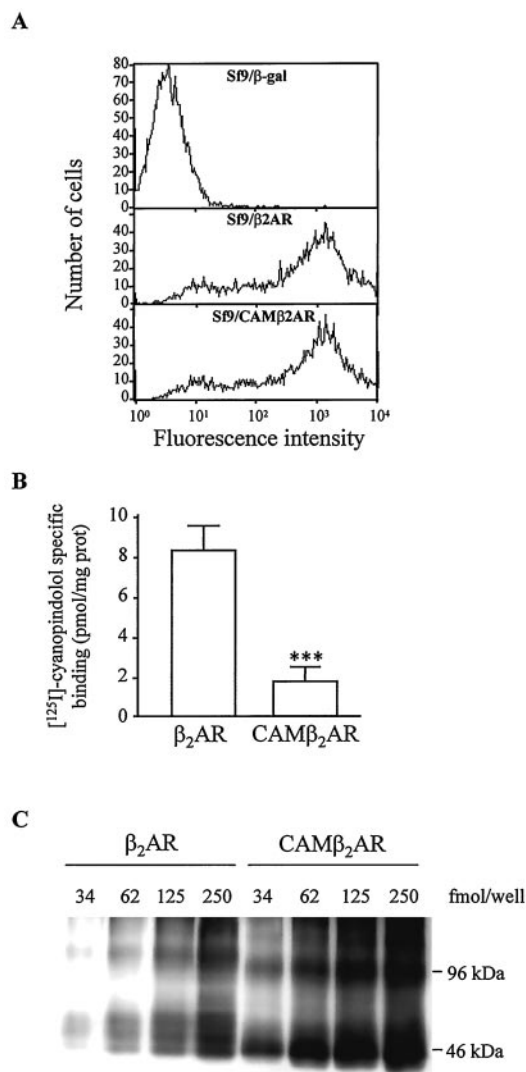 A
Sf9/β-gal
80
70
60
50
40
30
20
10
0
Sf9/β2AR
40
30
20
10
0
Sf9/CAMβ2AR
40
30
20
10
0
Number of cells
10⁰ 10¹ 10² 10³ 10⁴
Fluorescence intensity
B
[¹²⁵I]-cyanopindolol specific
binding (pmol/mg prot)
10
8
6
4
2
0
***
β₂AR CAMβ₂AR
C
β₂AR CAMβ₂AR
34 62 125 250 34 62 125 250 fmol/well
96 kDa
46 kDa